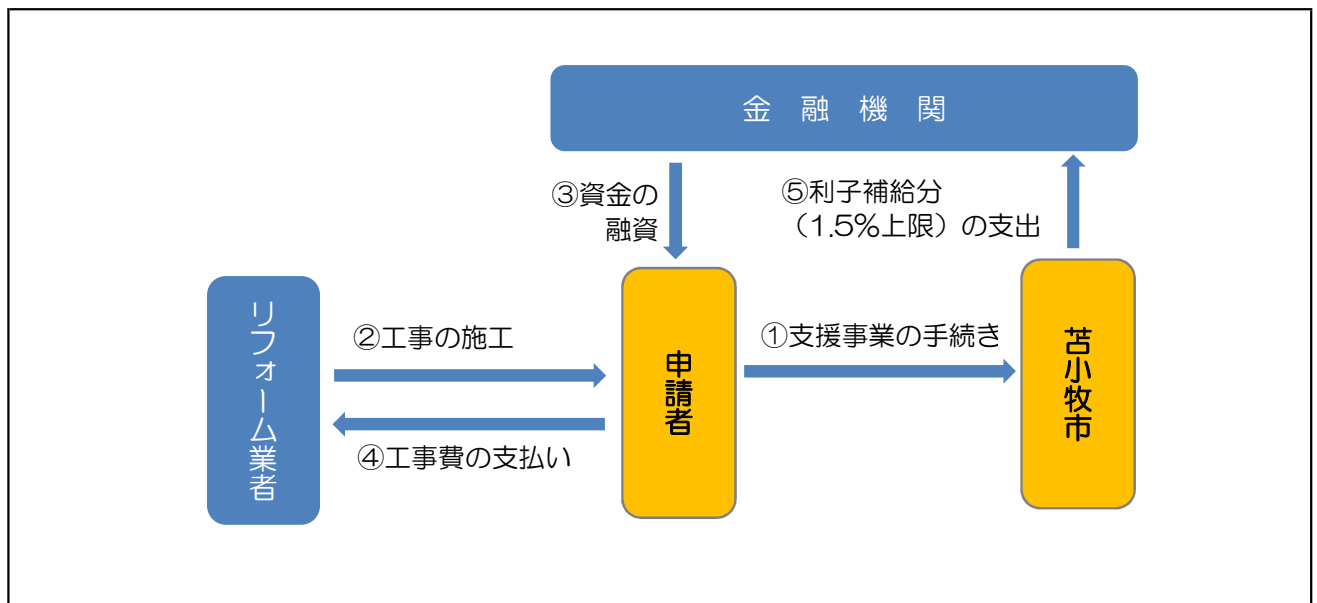 金融機関
③資金の
融資
⑤利子補給分
（1.5%上限）の支出
リフォーム業者
②工事の施工
④工事費の支払い
申請者
①支援事業の手続き
苫小牧市